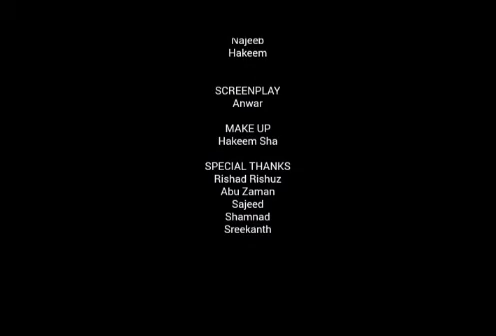 Najeeb
Hakeem
SCREENPLAY
Anwar
MAKE UP
Hakeem Sha
SPECIAL THANKS
Rishad Rishuz
Abu Zaman
Sajeed
Shamnad
Sreekanth